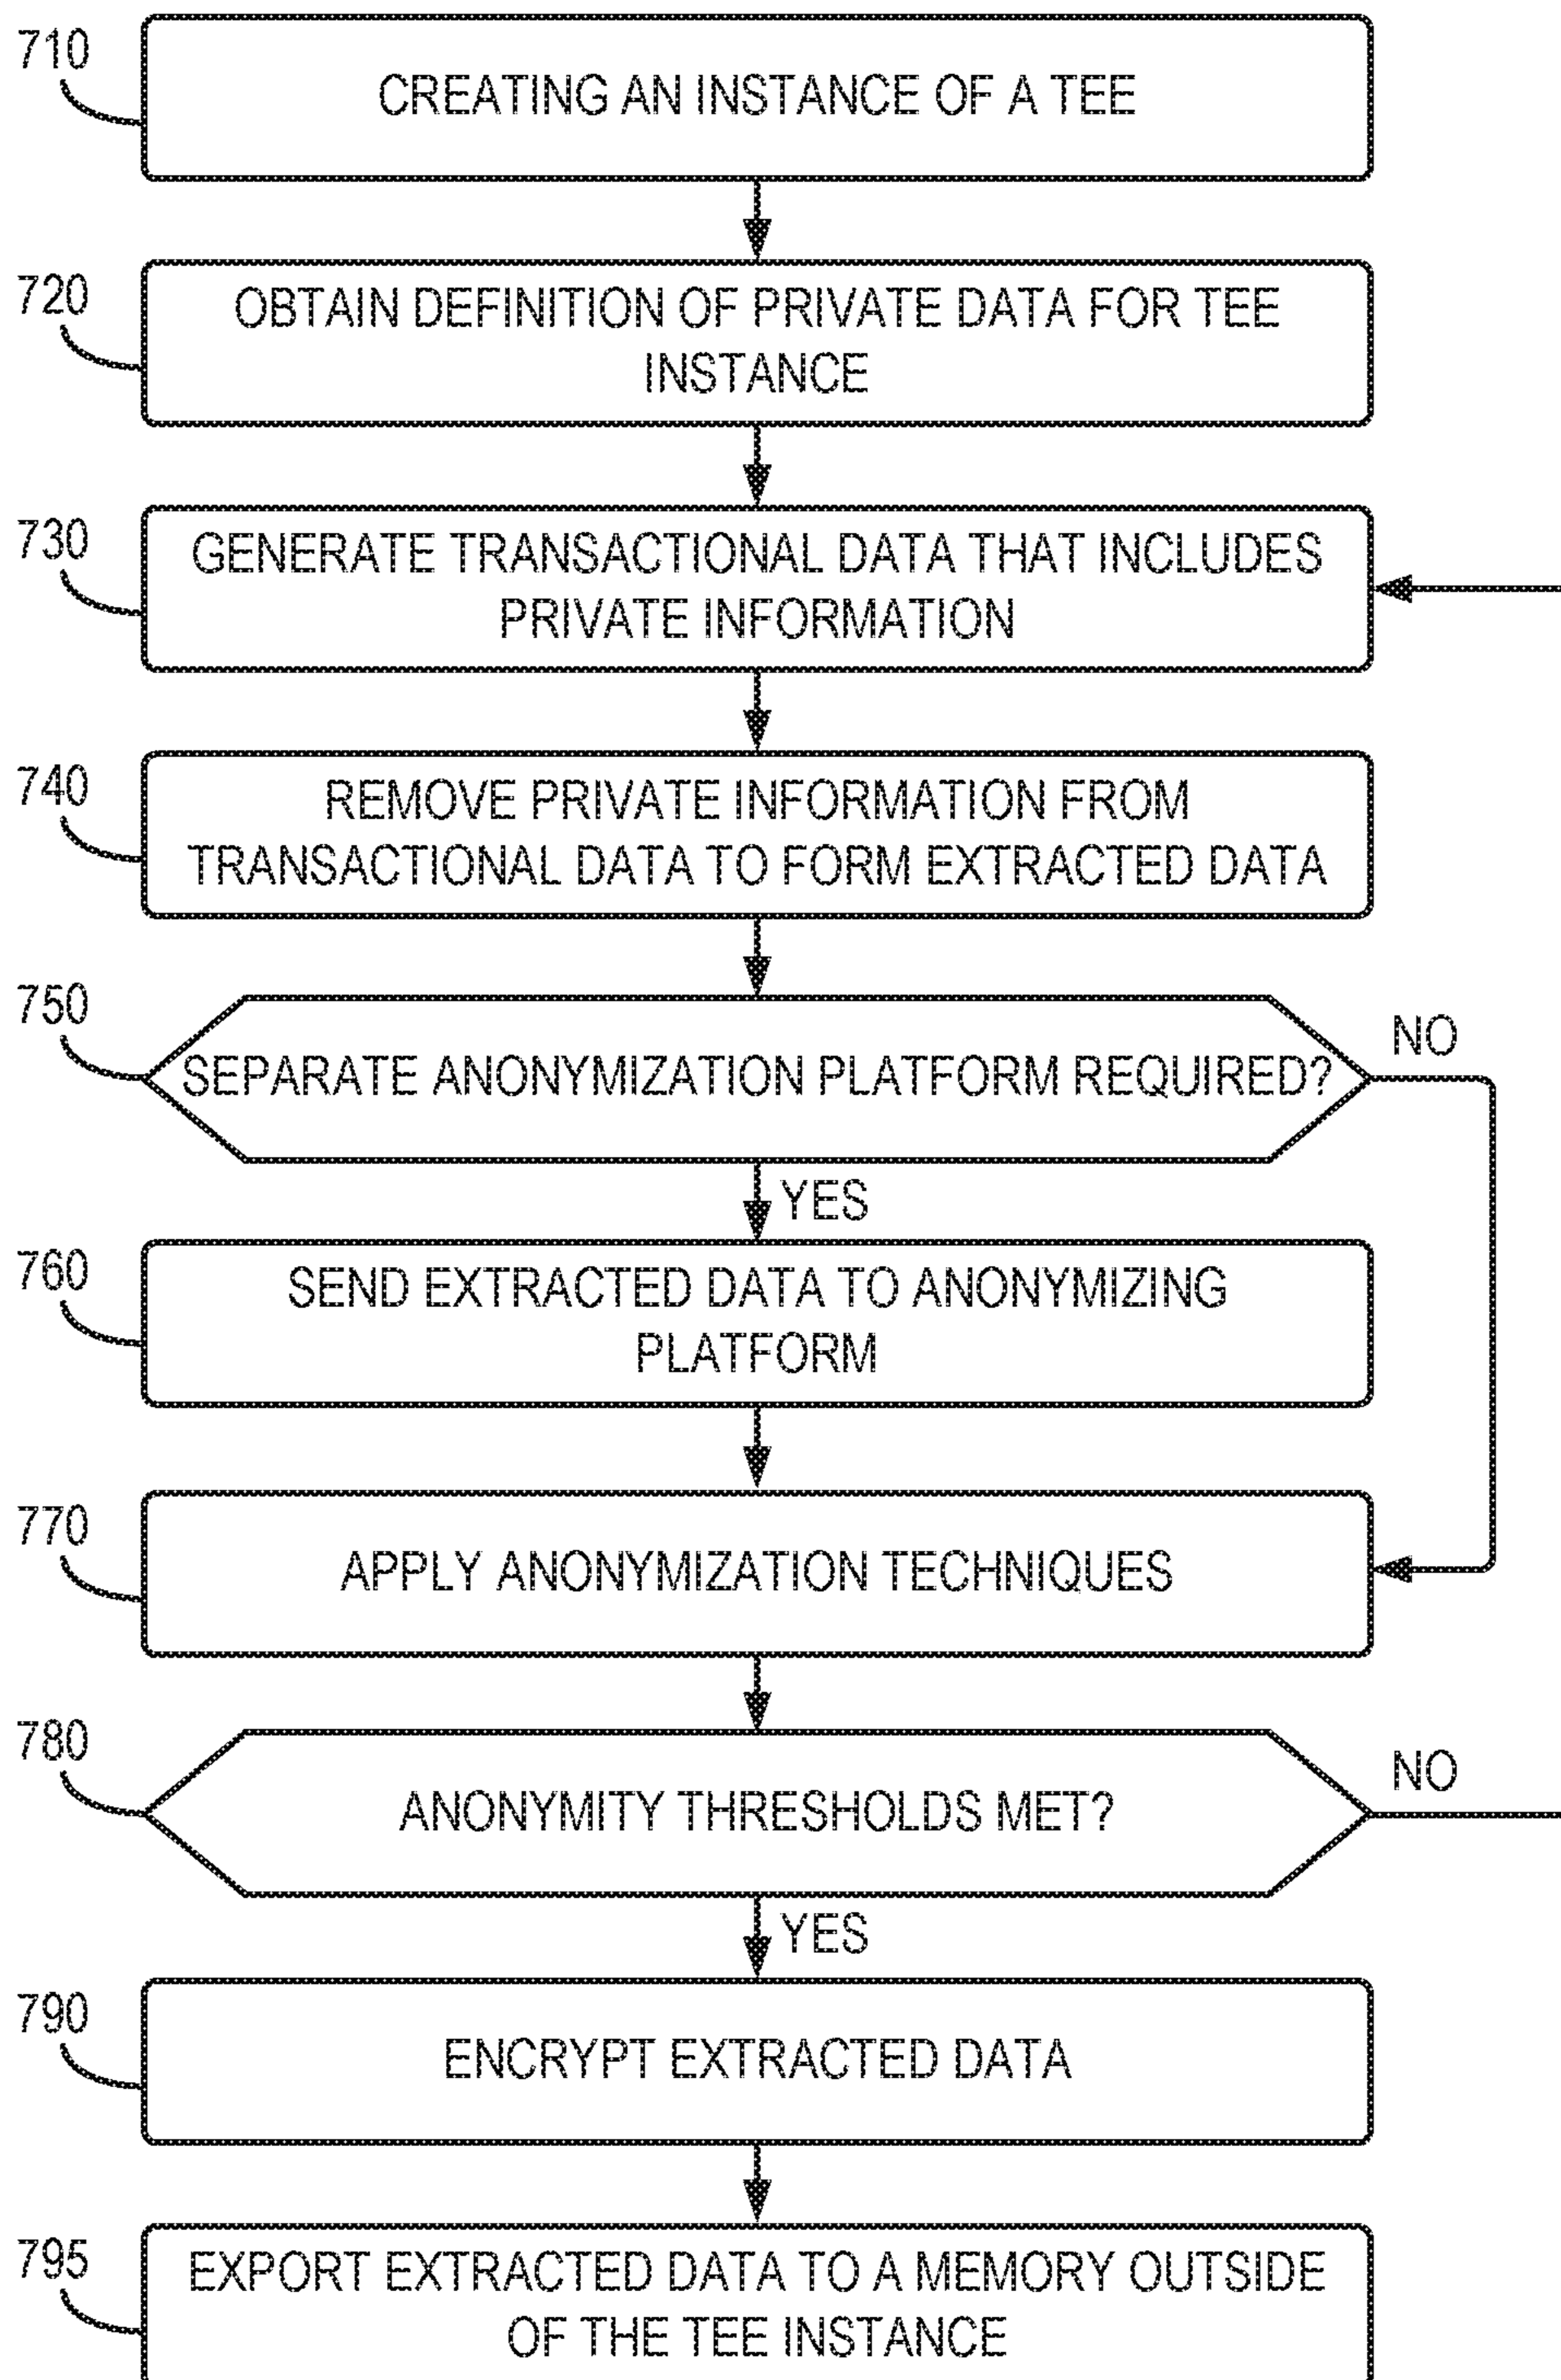 710
CREATING AN INSTANCE OF A TEE
720
OBTAIN DEFINITION OF PRIVATE DATA FOR TEE
INSTANCE
730
GENERATE TRANSACTIONAL DATA THAT INCLUDES
PRIVATE INFORMATION
740
REMOVE PRIVATE INFORMATION FROM
TRANSACTIONAL DATA TO FORM EXTRACTED DATA
750
SEPARATE ANONYMIZATION PLATFORM REQUIRED?
NO
YES
760
SEND EXTRACTED DATA TO ANONYMIZING
PLATFORM
770
APPLY ANONYMIZATION TECHNIQUES
780
ANONYMITY THRESHOLDS MET?
NO
YES
790
ENCRYPT EXTRACTED DATA
795
EXPORT EXTRACTED DATA TO A MEMORY OUTSIDE
OF THE TEE INSTANCE